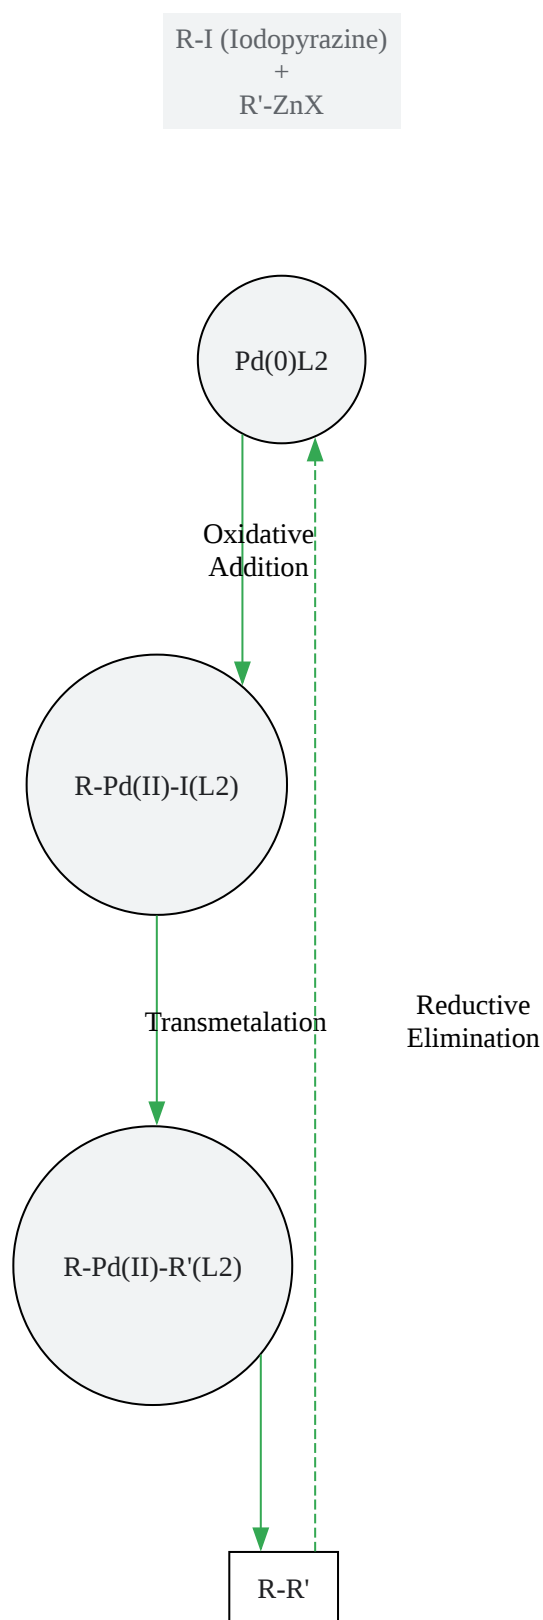 R-I (Iodopyrazine)
+
R'-ZnX
Pd(0)L2
Oxidative
Addition
R-Pd(II)-I(L2)
Transmetalation
Reductive
Elimination
R-Pd(II)-R'(L2)
R-R'